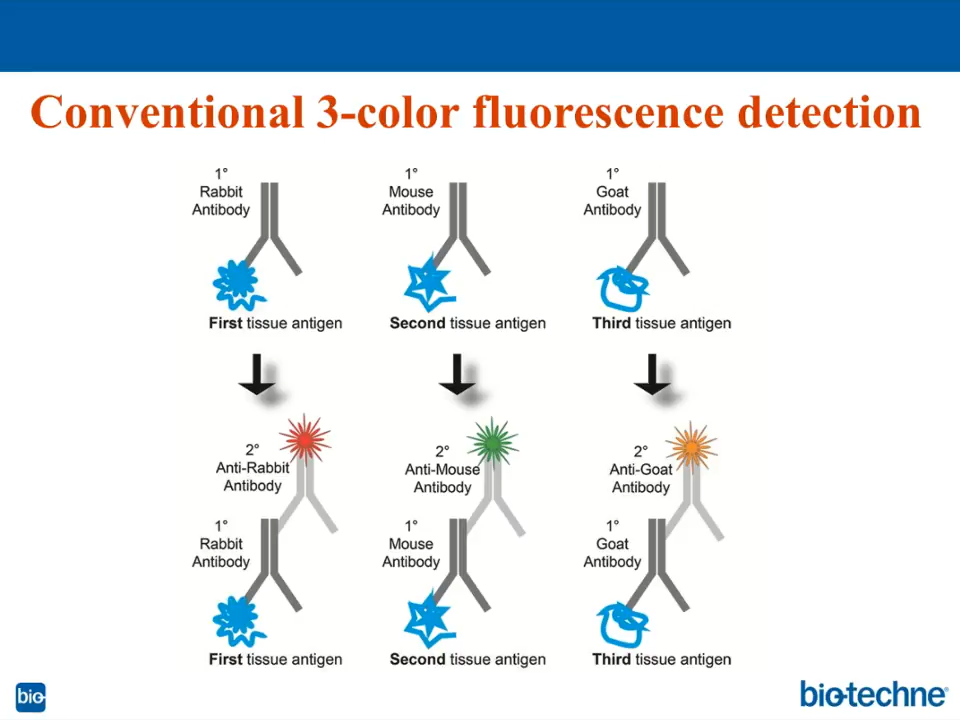 Conventional 3-color fluorescence detection
1°
Rabbit
Antibody
1°
Mouse
Antibody
1°
Goat
Antibody
First tissue antigen
Second tissue antigen
Third tissue antigen
2°
Anti-Rabbit
Antibody
2°
Anti-Mouse
Antibody
2°
Anti-Goat
Antibody
1°
Rabbit
Antibody
1°
Mouse
Antibody
1°
Goat
Antibody
First tissue antigen
Second tissue antigen
Third tissue antigen
bio
bio-techne®